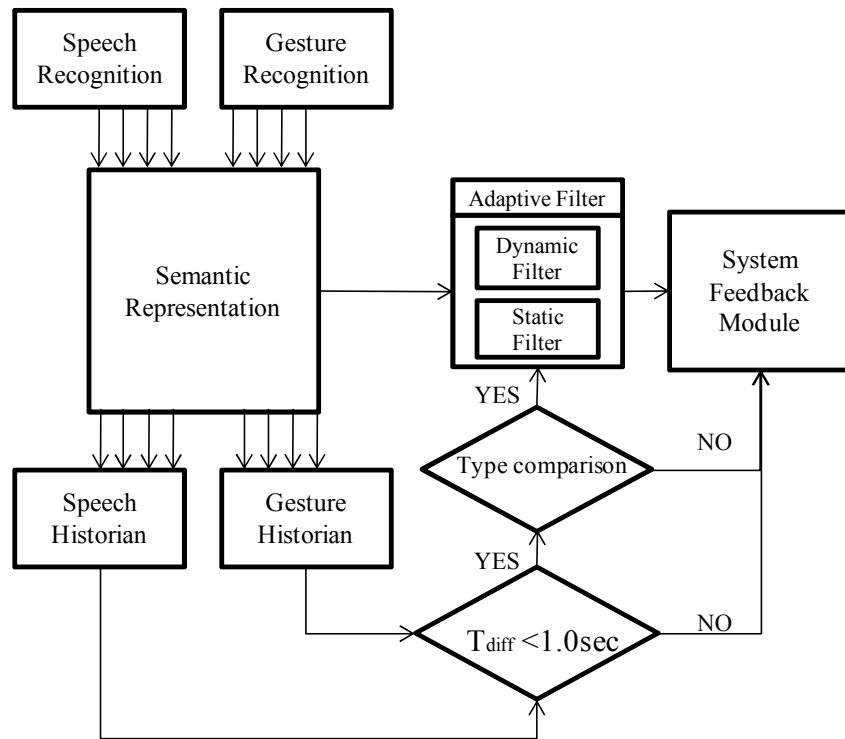 Speech
Recognition
Gesture
Recognition
Semantic
Representation
Adaptive Filter
Dynamic
Filter
Static
Filter
System
Feedback
Module
YES
Type comparison
NO
Speech
Historian
Gesture
Historian
YES
Tdiff <1.0sec
NO